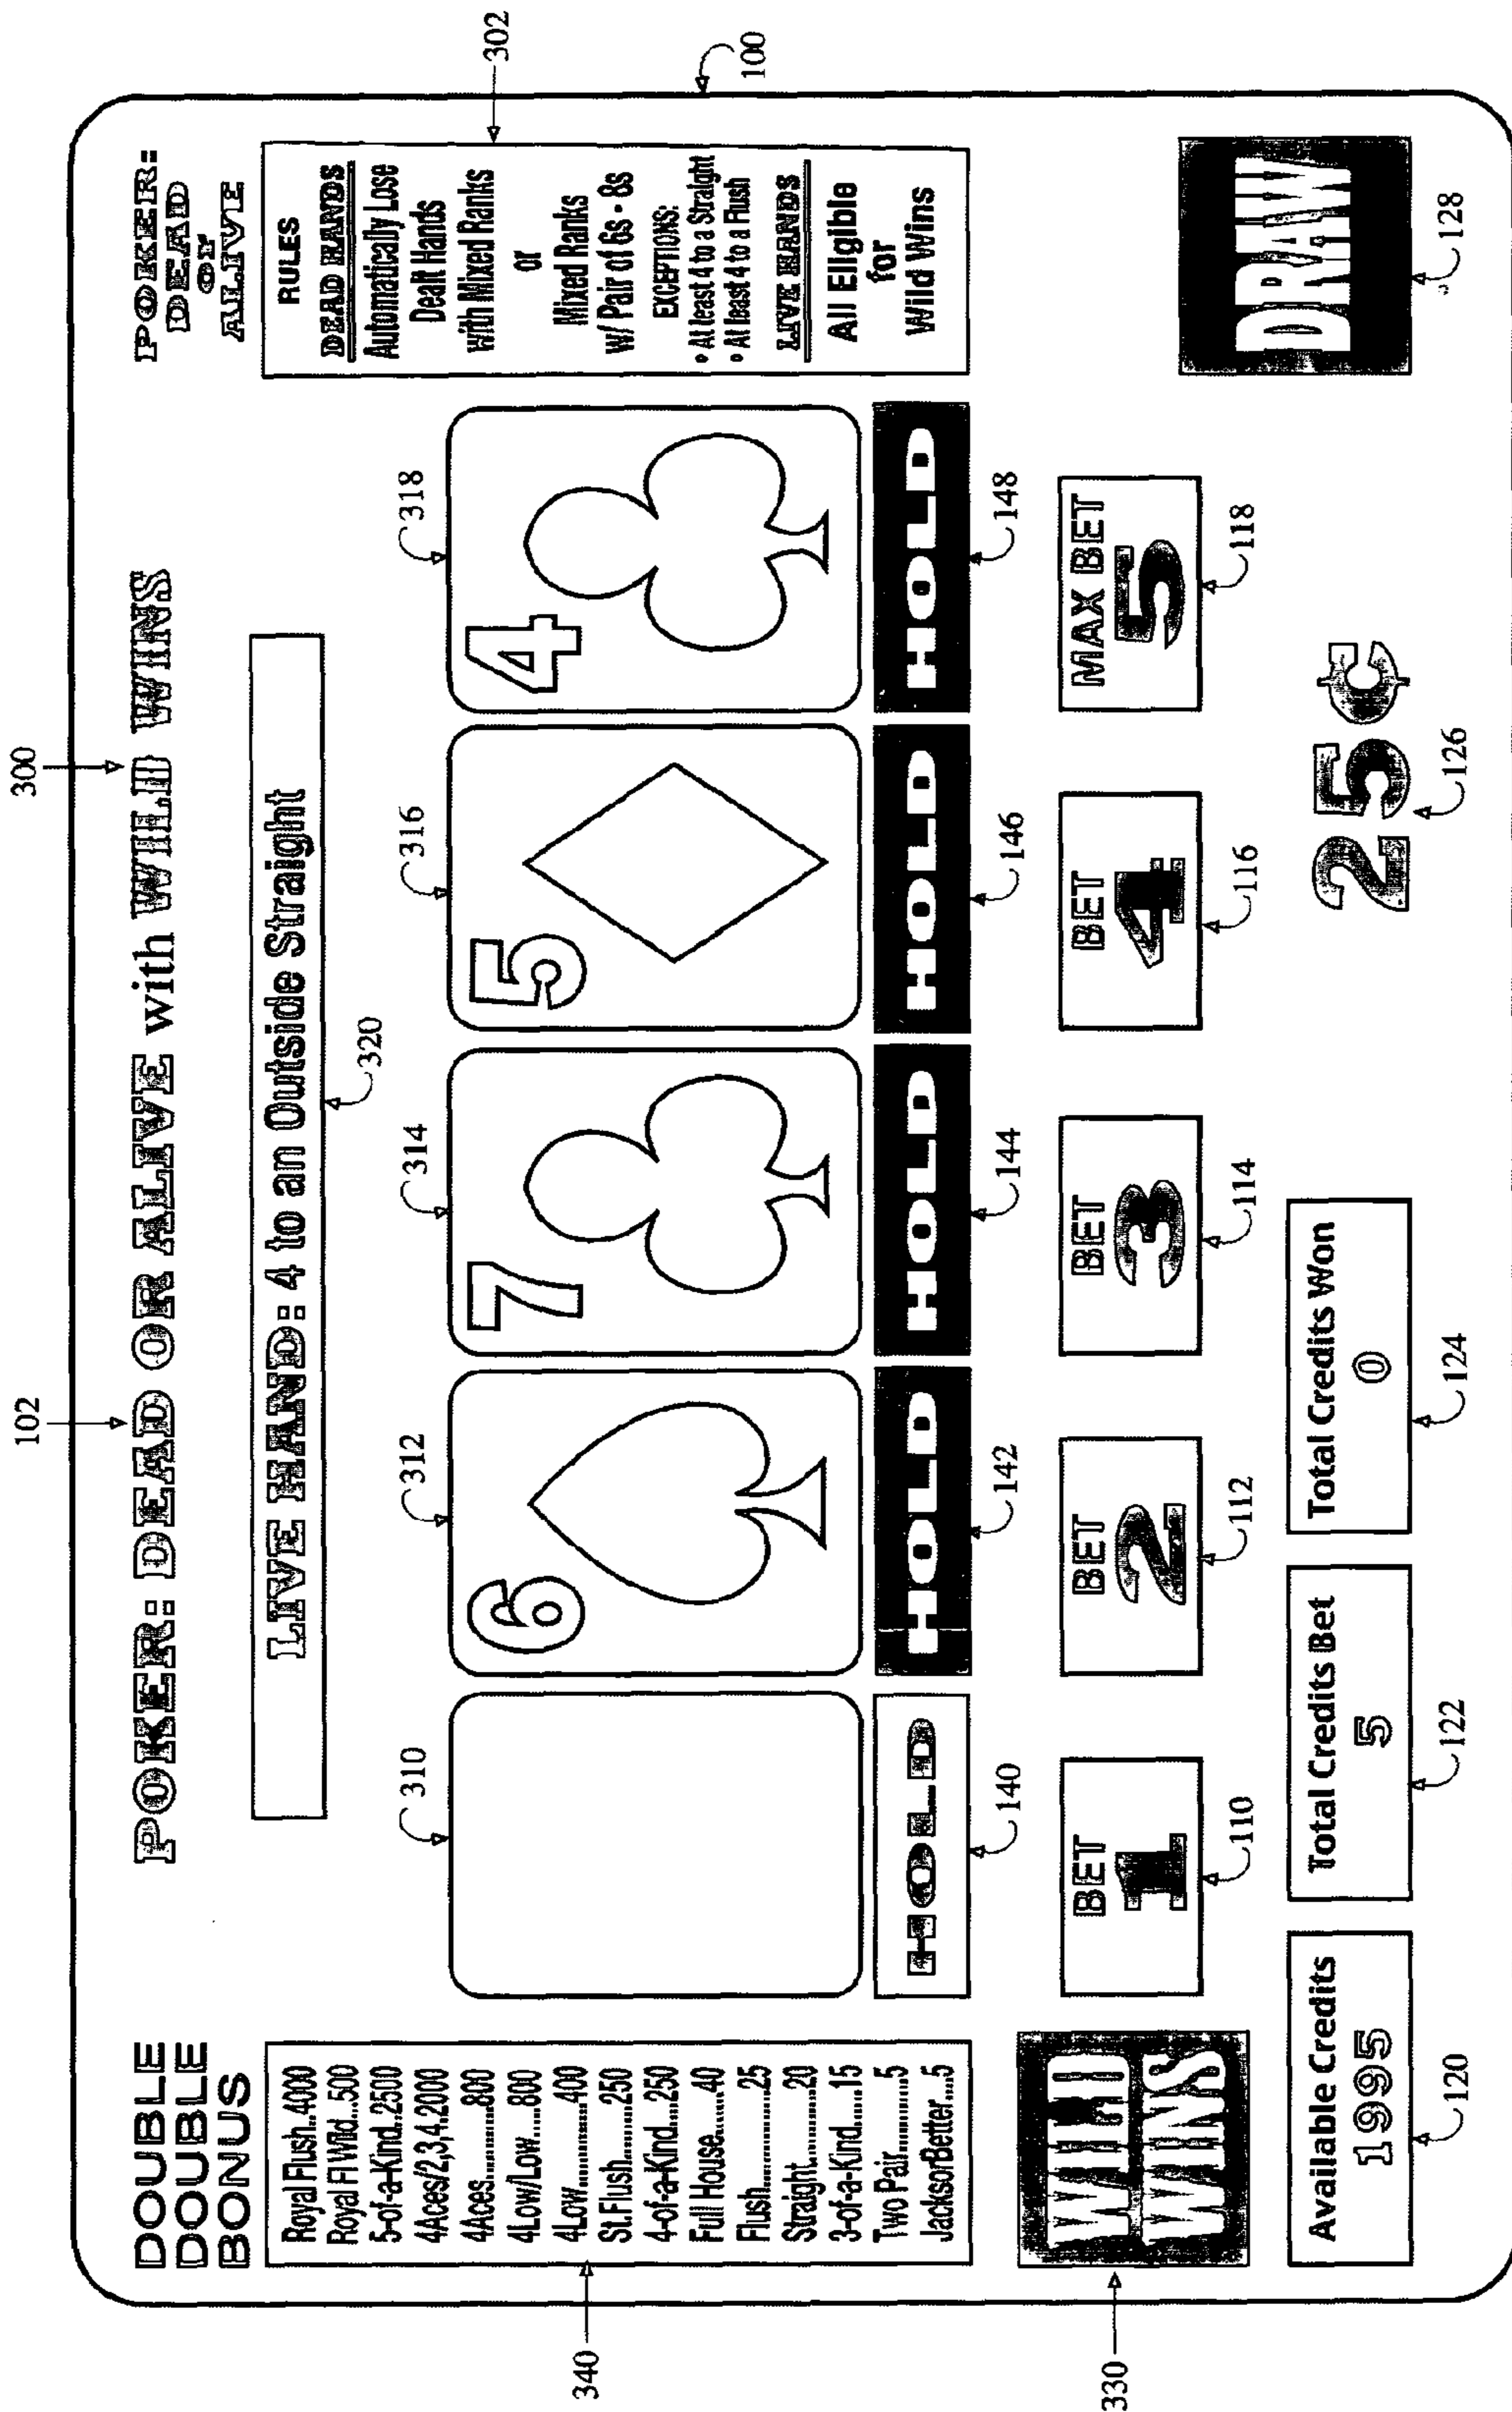 102
300
POKER: DEAD OR ALIVE with WILD WINS
DOUBLE
DOUBLE
BONUS
POKER:
DEAD
or
ALIVE
LIVE HAND: 4 to an Outside Straight
320
Royal Flush..4000
Royal Fl Wld...500
5-of-a-Kind..2500
4Aces/2,3,4.2000
4Aces............800
4Low/Low.....800
4Low.........400
St.Flush........250
4-of-a-Kind...250
Full House.....40
Flush............25
Straight..........20
3-of-a-Kind....15
Two Pair.........5
JacksorBetter....5
340
310
312
314
316
318
6
7
5
4
RULES
DEAD HANDS
Automatically Lose
Dealt Hands
with Mixed Ranks
or
Mixed Ranks
w/ Pair of 6s - 8s
EXCEPTIONS:
• At least 4 to a Straight
• At least 4 to a Flush
LIVE HANDS
All Eligible
for
Wild Wins
302
100
HOLD
HOLD
HOLD
HOLD
HOLD
140
142
144
146
148
WILD
WINS
330
BET
1
BET
2
BET
3
BET
4
MAX BET
5
110
112
114
116
118
DRAW
128
Available Credits
1995
Total Credits Bet
5
Total Credits Won
0
25¢
120
122
124
126